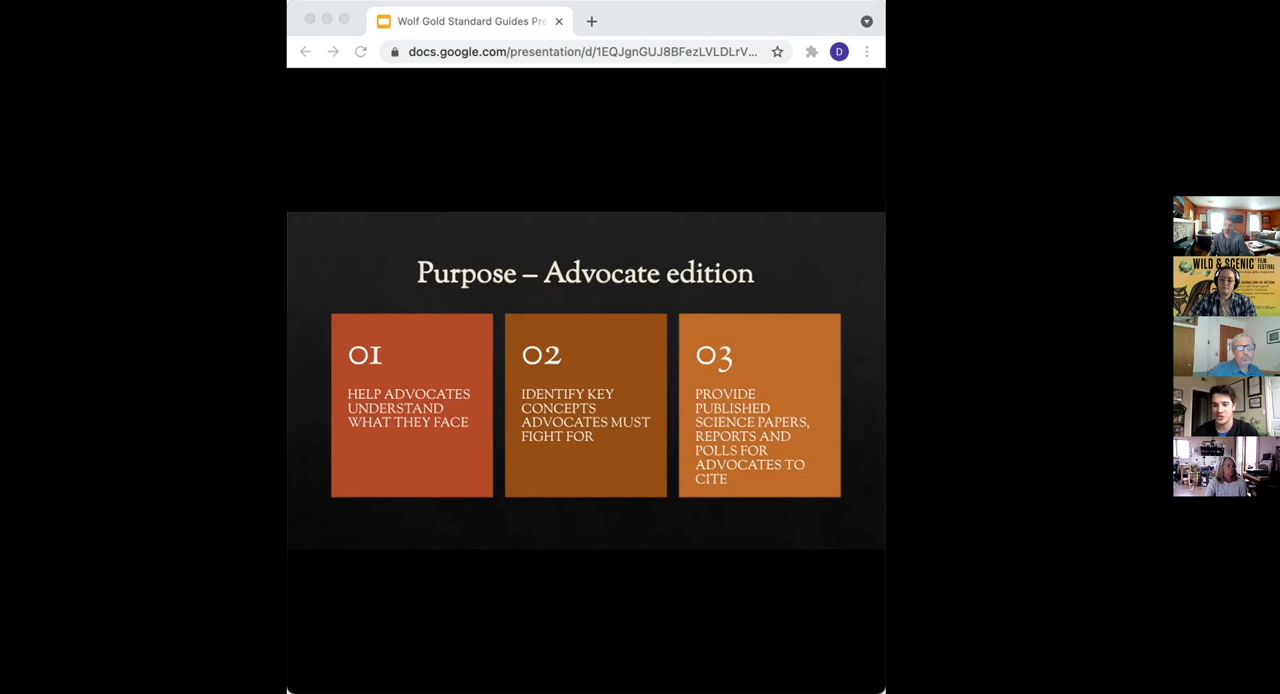 Wolf Gold Standard Guides Pre
docs.google.com/presentation/d/1EQJgnGUJ8BFezLVLDLrV...
D
Purpose – Advocate edition
01
HELP ADVOCATES
UNDERSTAND
WHAT THEY FACE
02
IDENTIFY KEY
CONCEPTS
ADVOCATES MUST
FIGHT FOR
03
PROVIDE
PUBLISHED
SCIENCE PAPERS,
REPORTS AND
POLLS FOR
ADVOCATES TO
CITE
WILD & SCENIC FILM
FESTIVAL